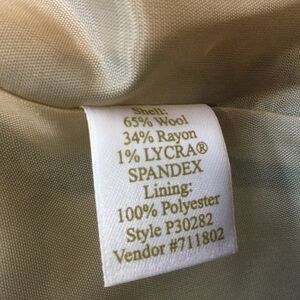 Shell:
65% Wool
34% Rayon
1% LYCRA®
SPANDEX
Lining:
100% Polyester
Style P30282
Vendor #711802